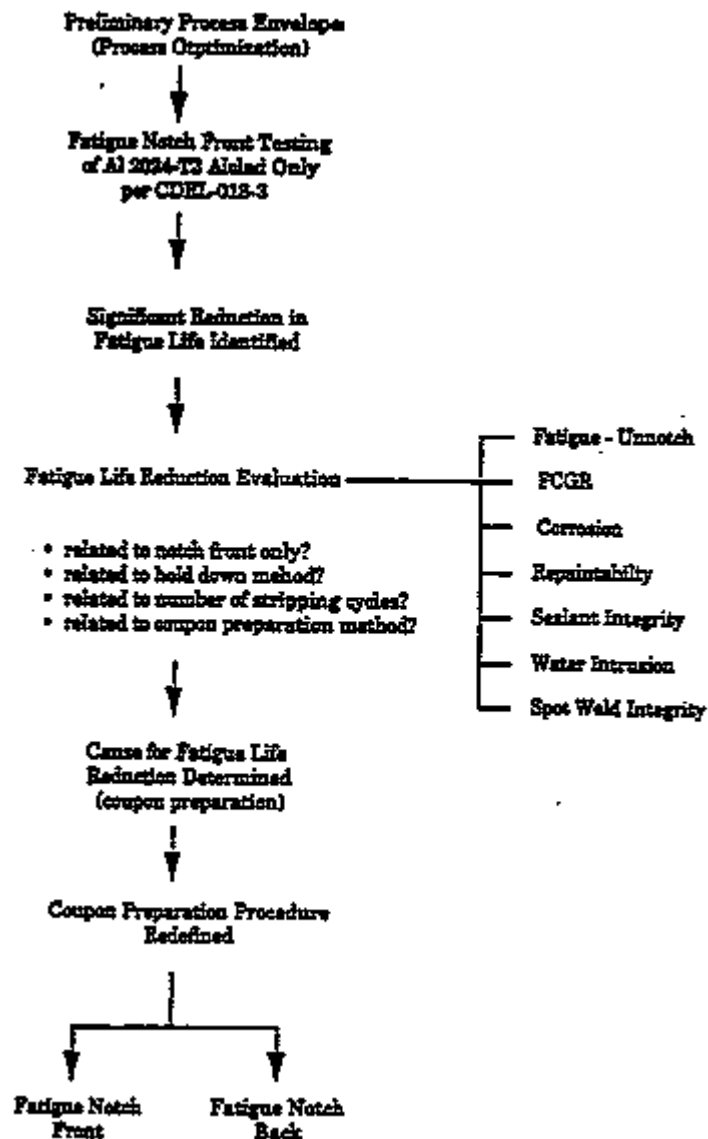 Preliminary Process Envelope
(Process Otptimization)
Fatigue Notch Front Testing
of Al 2024-T3 Alclad Only
per CDRL-018-3
Significant Reduction in
Fatigue Life Identified
Fatigue Life Reduction Evaluation
• related to notch front only?
• related to hold down mehod?
• related to number of stripping cycles?
• related to coupon preparation method?
Fatigue - Unnotch
FCGR
Corrosion
Repaintabilty
Sealant Integrity
Water Intrusion
Spot Weld Integrity
Cause for Fatigue Life
Reduction Determined
(coupon preparation)
Coupon Preparation Procedure
Redefined
Fatigue Notch
Front
Fatigue Notch
Back